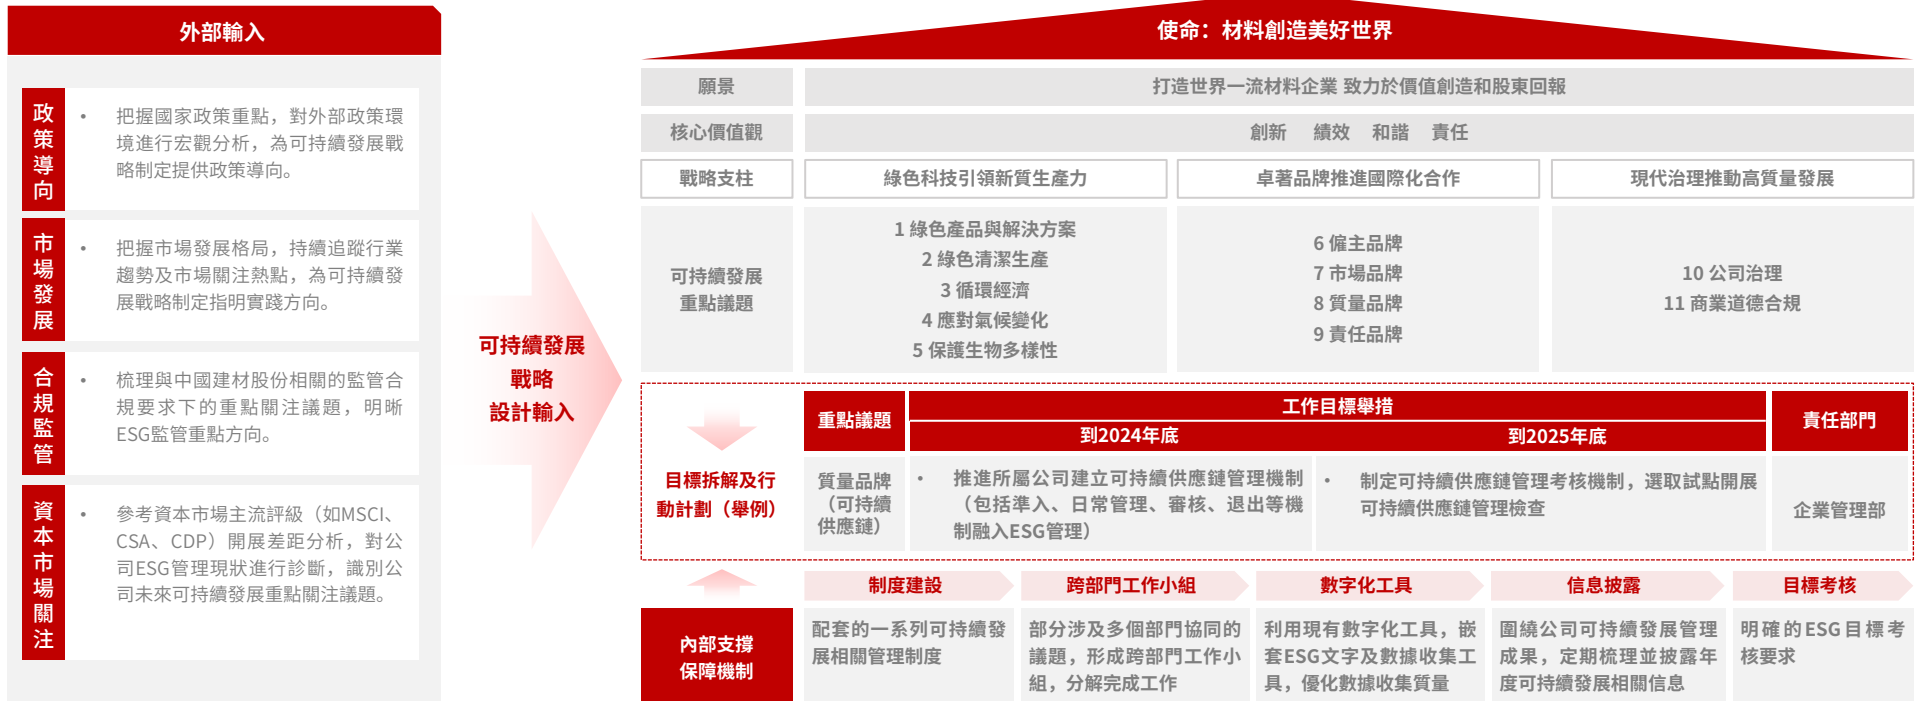 外部輸入
政策導向
• 把握國家政策重點，對外部政策環
境進行宏觀分析，為可持續發展戰
略制定提供政策導向。
市場發展
• 把握市場發展格局，持續追蹤行業
趨勢及市場關注熱點，為可持續發
展戰略制定指明實踐方向。
合規監管
• 梳理與中國建材股份相關的監管合
規要求下的重點關注議題，明晰
ESG監管重點方向。
資本市場關注
• 參考資本市場主流評級（如MSCI、
CSA、CDP）開展差距分析，對公
司ESG管理現狀進行診斷，識別公
司未來可持續發展重點關注議題。
可持續發展
戰略
設計輸入
使命：材料創造美好世界
願景
打造世界一流材料企業 致力於價值創造和股東回報
核心價值觀
創新 績效 和諧 責任
戰略支柱
綠色科技引領新質生產力
卓著品牌推進國際化合作
現代治理推動高質量發展
可持續發展
重點議題
1 綠色產品與解決方案
2 綠色清潔生產
3 循環經濟
4 應對氣候變化
5 保護生物多樣性
6 僱主品牌
7 市場品牌
8 質量品牌
9 責任品牌
10 公司治理
11 商業道德合規
目標拆解及行
動計劃（舉例）
重點議題
工作目標舉措
到2024年底
到2025年底
責任部門
質量品牌
（可持續
供應鏈）
• 推進所屬公司建立可持續供應鏈管理機制
（包括準入、日常管理、審核、退出等機
制融入ESG管理）
• 制定可持續供應鏈管理考核機制，選取試點開展
可持續供應鏈管理檢查
企業管理部
內部支撐
保障機制
制度建設
配套的一系列可持續發
展相關管理制度
跨部門工作小組
部分涉及多個部門協同的
議題，形成跨部門工作小
組，分解完成工作
數字化工具
利用現有數字化工具，嵌
套ESG文字及數據收集工
具，優化數據收集質量
信息披露
圍繞公司可持續發展管理
成果，定期梳理並披露年
度可持續發展相關信息
目標考核
明確的ESG目標考
核要求